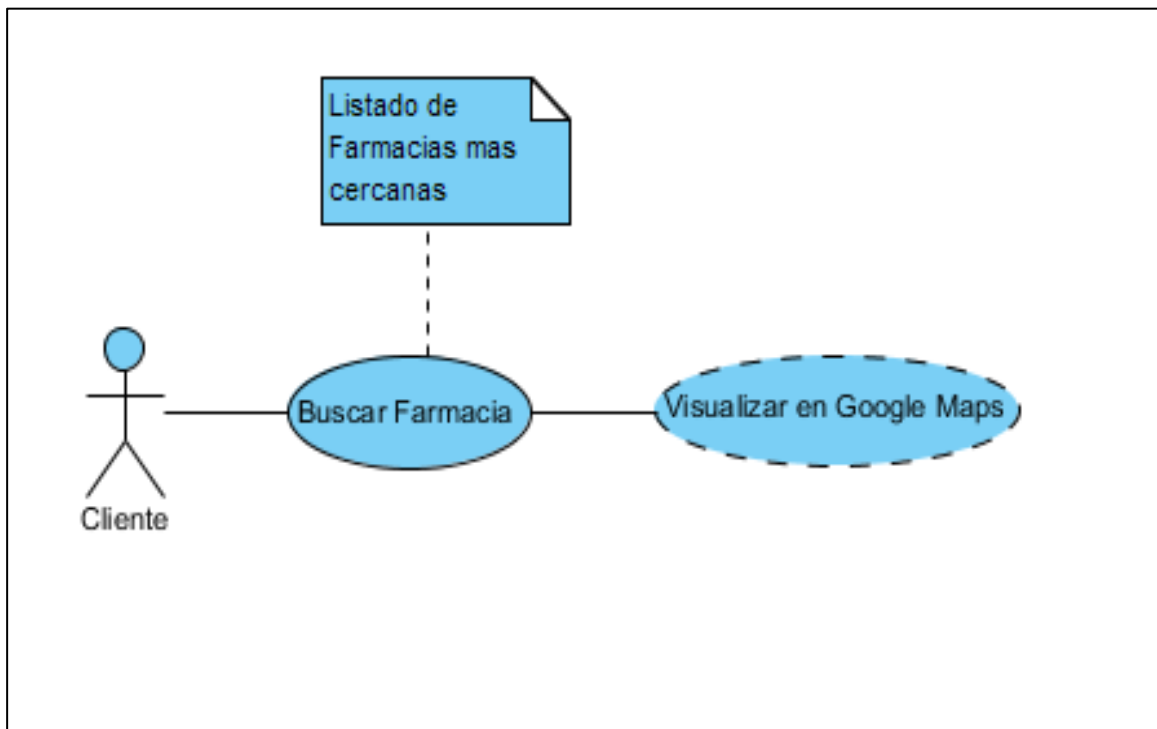 Listado de
Farmacias mas
cercanas
Buscar Farmacia
Visualizar en Google Maps
Cliente